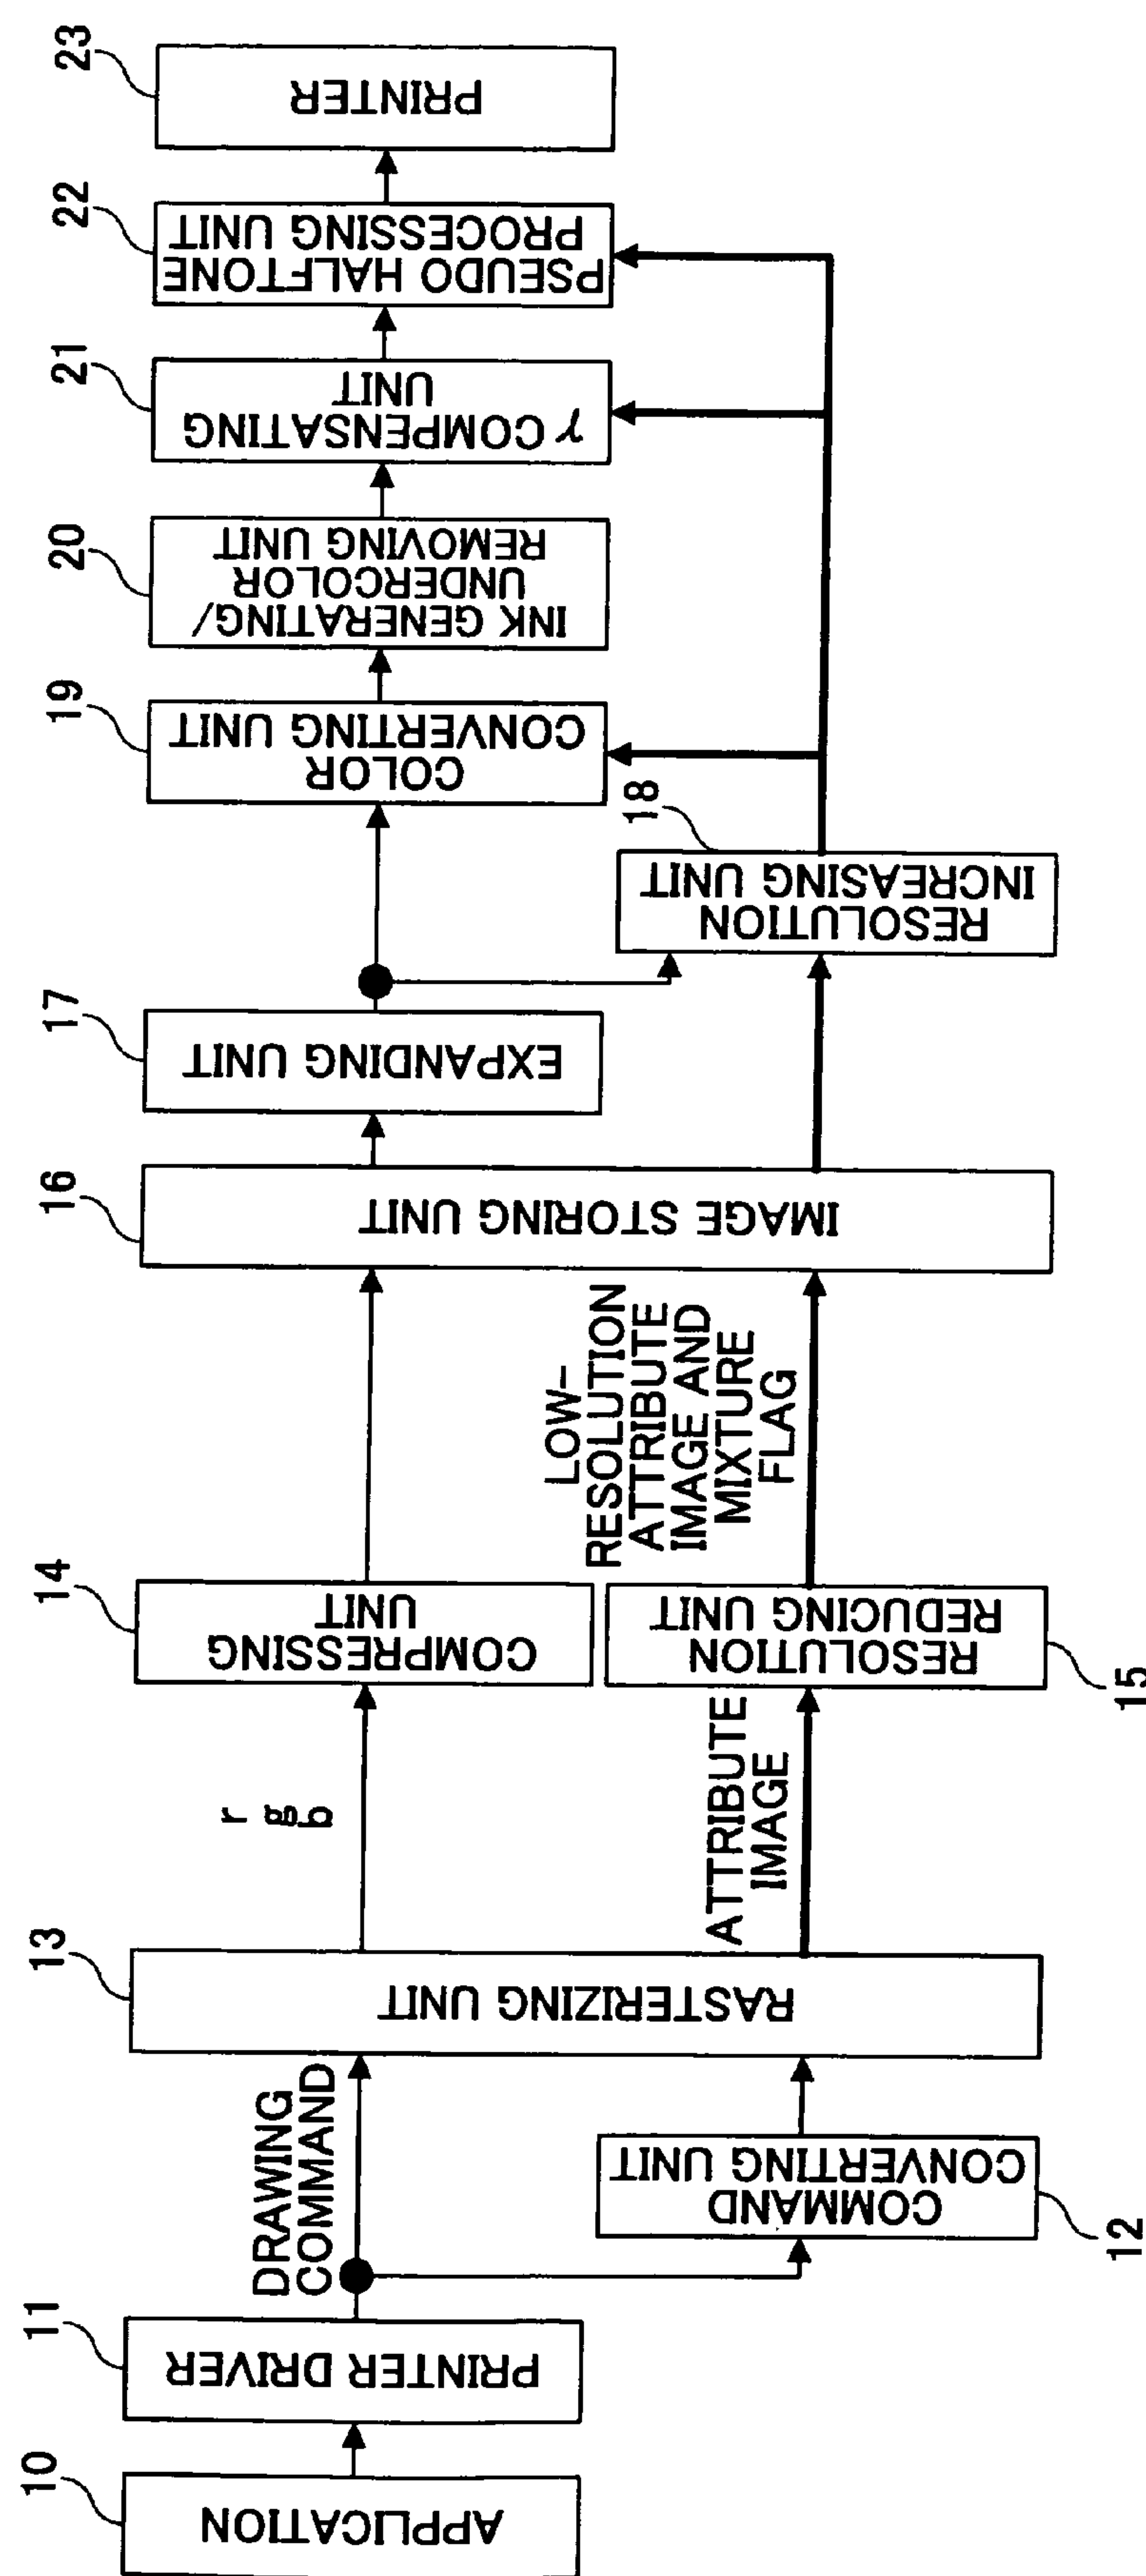 10
APPLICATION
11
PRINTER DRIVER
DRAWING
COMMAND
12
COMMAND
CONVERTING UNIT
13
RASTERIZING UNIT
r
g
b
ATTRIBUTE
IMAGE
14
COMPRESSING
UNIT
15
RESOLUTION
REDUCING UNIT
LOW-
RESOLUTION
ATTRIBUTE
IMAGE AND
MIXTURE
FLAG
16
IMAGE STORING UNIT
17
EXPANDING UNIT
18
RESOLUTION
INCREASING UNIT
19
COLOR
CONVERTING UNIT
20
INK GENERATING/
UNDERCOLOR
REMOVING UNIT
21
γ COMPENSATING
UNIT
22
PSEUDO HALFTONE
PROCESSING UNIT
23
PRINTER